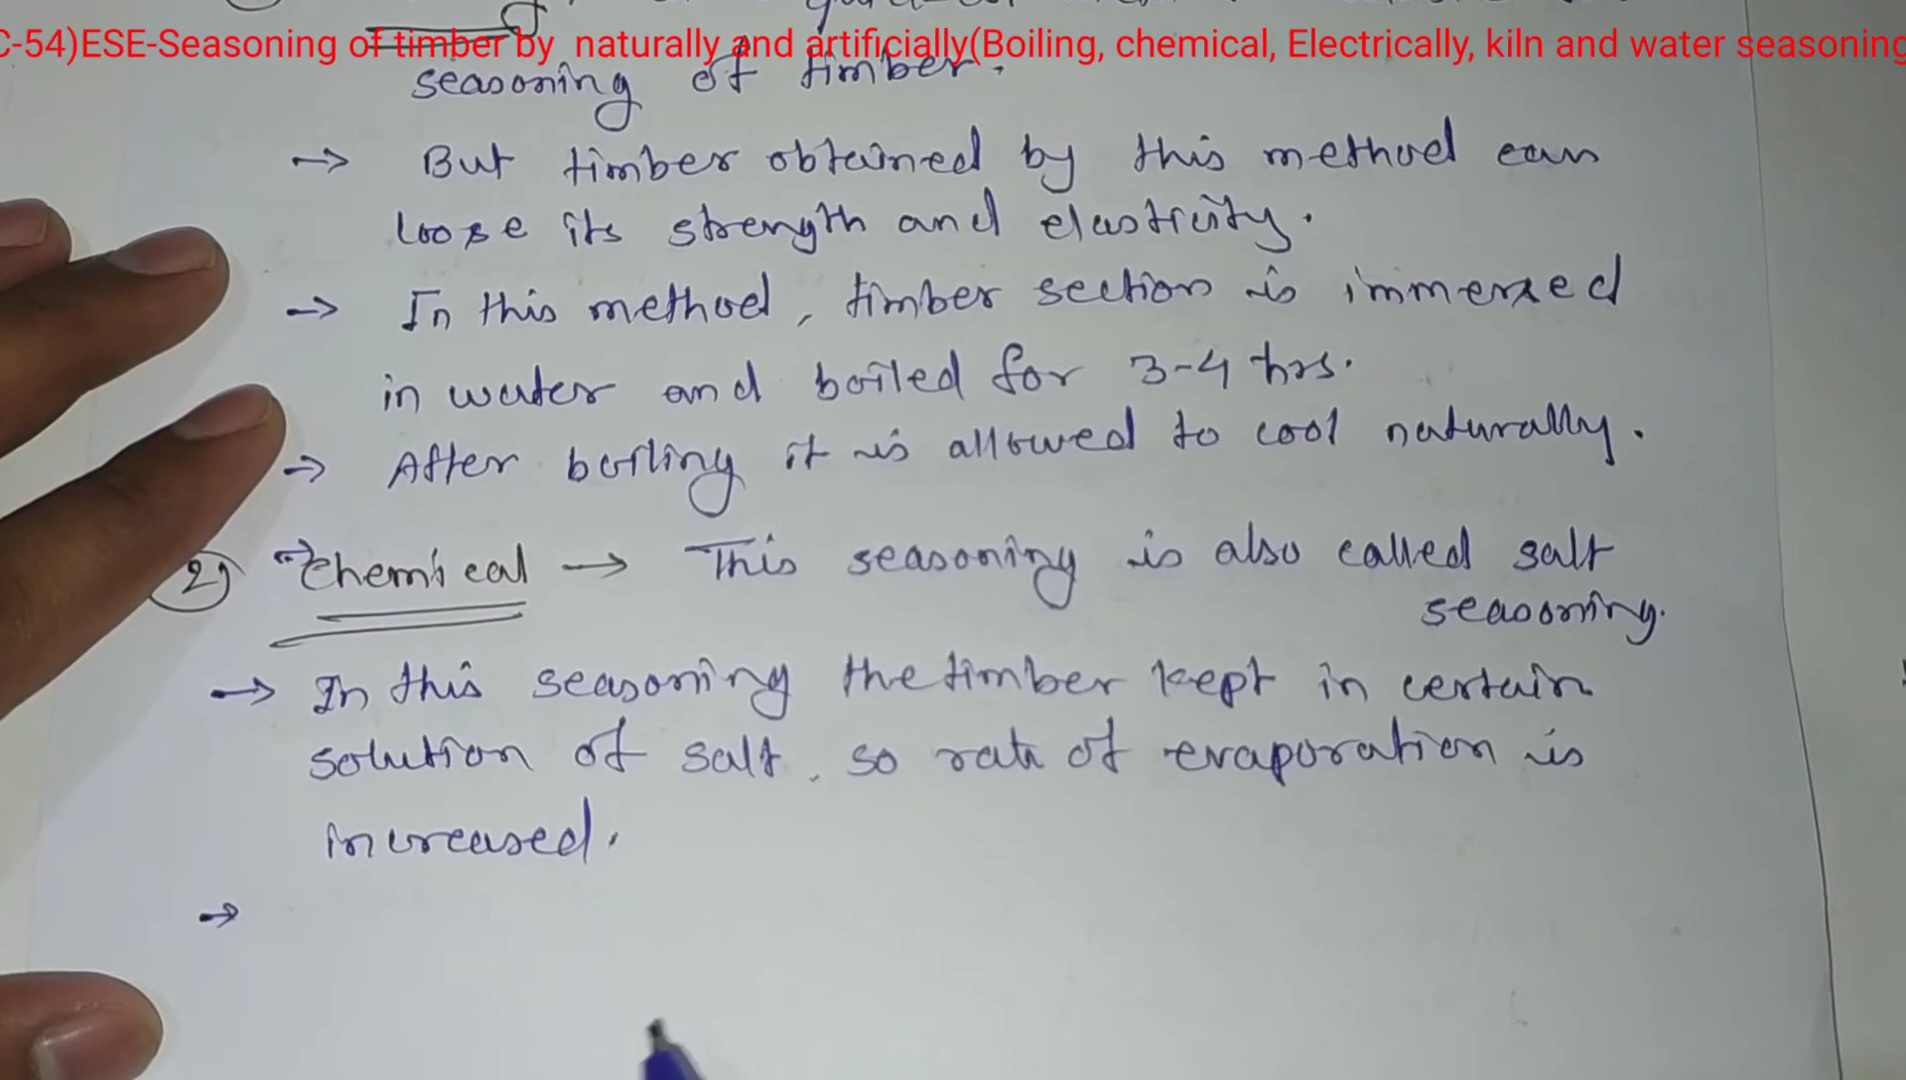 C-54)ESE-Seasoning of timber by naturally and artificially(Boiling, chemical, Electrically, kiln and water seasoning
seasoning of timber.
→ But timber obtained by this method can
loose its strength and elasticity.
→ In this method, timber section is immersed
in water and boiled for 3-4 hrs.
→ After boiling it is allowed to cool naturally.
2) Chemical → This seasoning is also called salt
seasoning.
→ In this seasoning the timber kept in certain
solution of salt, so rate of evaporation is
increased.
→